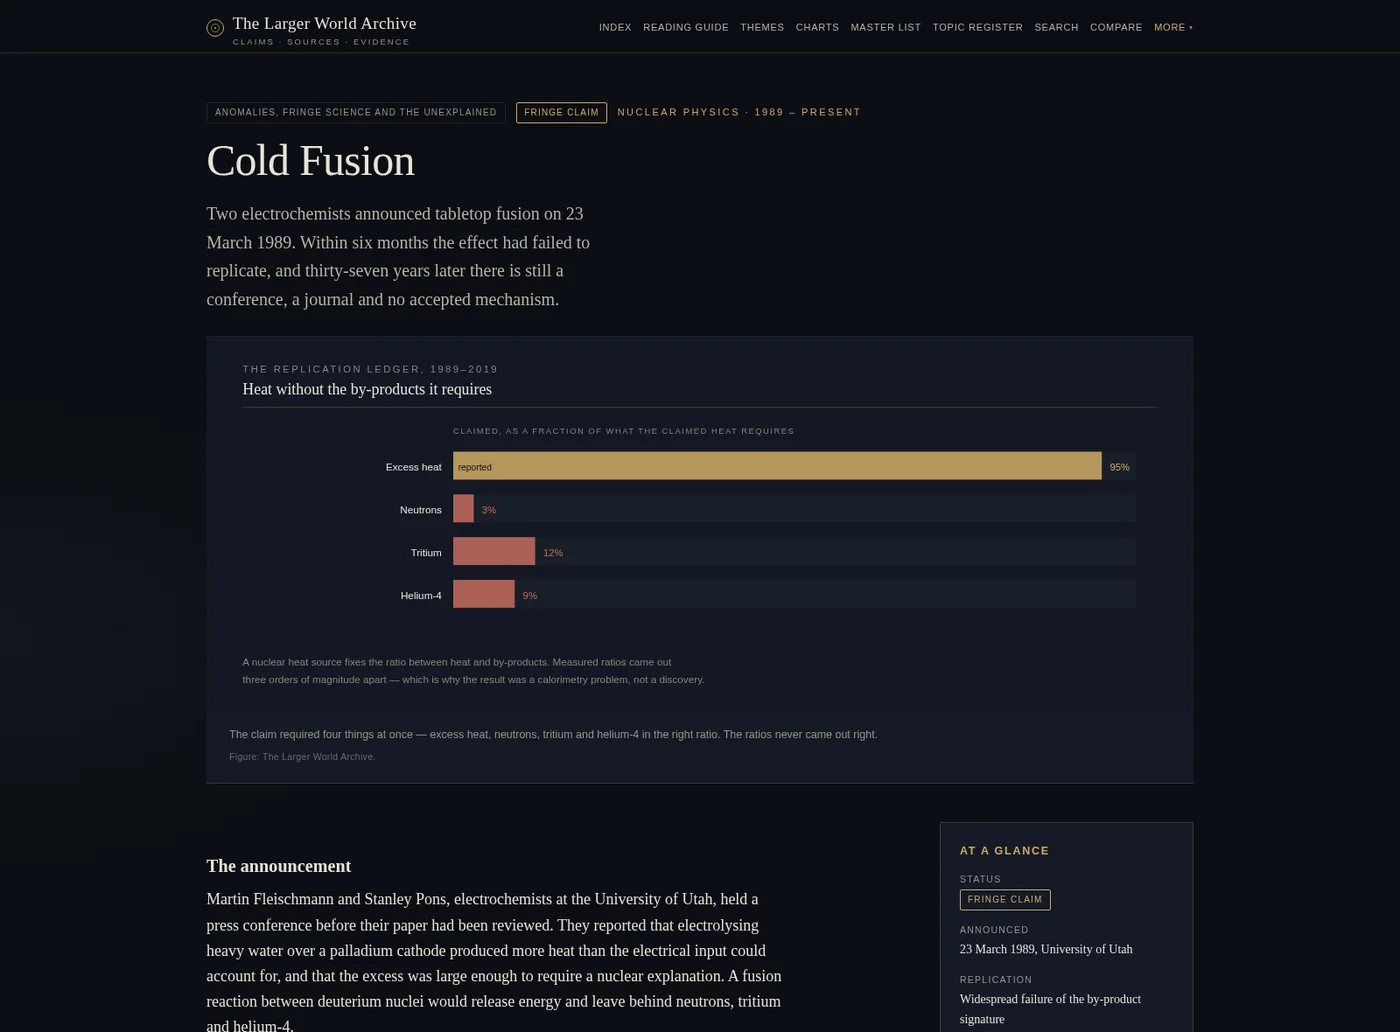 The Larger World Archive
CLAIMS · SOURCES · EVIDENCE
INDEX READING GUIDE THEMES CHARTS MASTER LIST TOPIC REGISTER SEARCH COMPARE MORE ▾
ANOMALIES, FRINGE SCIENCE AND THE UNEXPLAINED FRINGE CLAIM NUCLEAR PHYSICS · 1989 – PRESENT
Cold Fusion
Two electrochemists announced tabletop fusion on 23
March 1989. Within six months the effect had failed to
replicate, and thirty-seven years later there is still a
conference, a journal and no accepted mechanism.
THE REPLICATION LEDGER, 1989–2019
Heat without the by-products it requires
CLAIMED, AS A FRACTION OF WHAT THE CLAIMED HEAT REQUIRES
Excess heat reported 95%
Neutrons 3%
Tritium 12%
Helium-4 9%
A nuclear heat source fixes the ratio between heat and by-products. Measured ratios came out
three orders of magnitude apart — which is why the result was a calorimetry problem, not a discovery.
The claim required four things at once — excess heat, neutrons, tritium and helium-4 in the right ratio. The ratios never came out right.
Figure: The Larger World Archive.
The announcement
Martin Fleischmann and Stanley Pons, electrochemists at the University of Utah, held a
press conference before their paper had been reviewed. They reported that electrolysing
heavy water over a palladium cathode produced more heat than the electrical input could
account for, and that the excess was large enough to require a nuclear explanation. A fusion
reaction between deuterium nuclei would release energy and leave behind neutrons, tritium
and helium-4.
AT A GLANCE
STATUS
FRINGE CLAIM
ANNOUNCED
23 March 1989, University of Utah
REPLICATION
Widespread failure of the by-product
signature